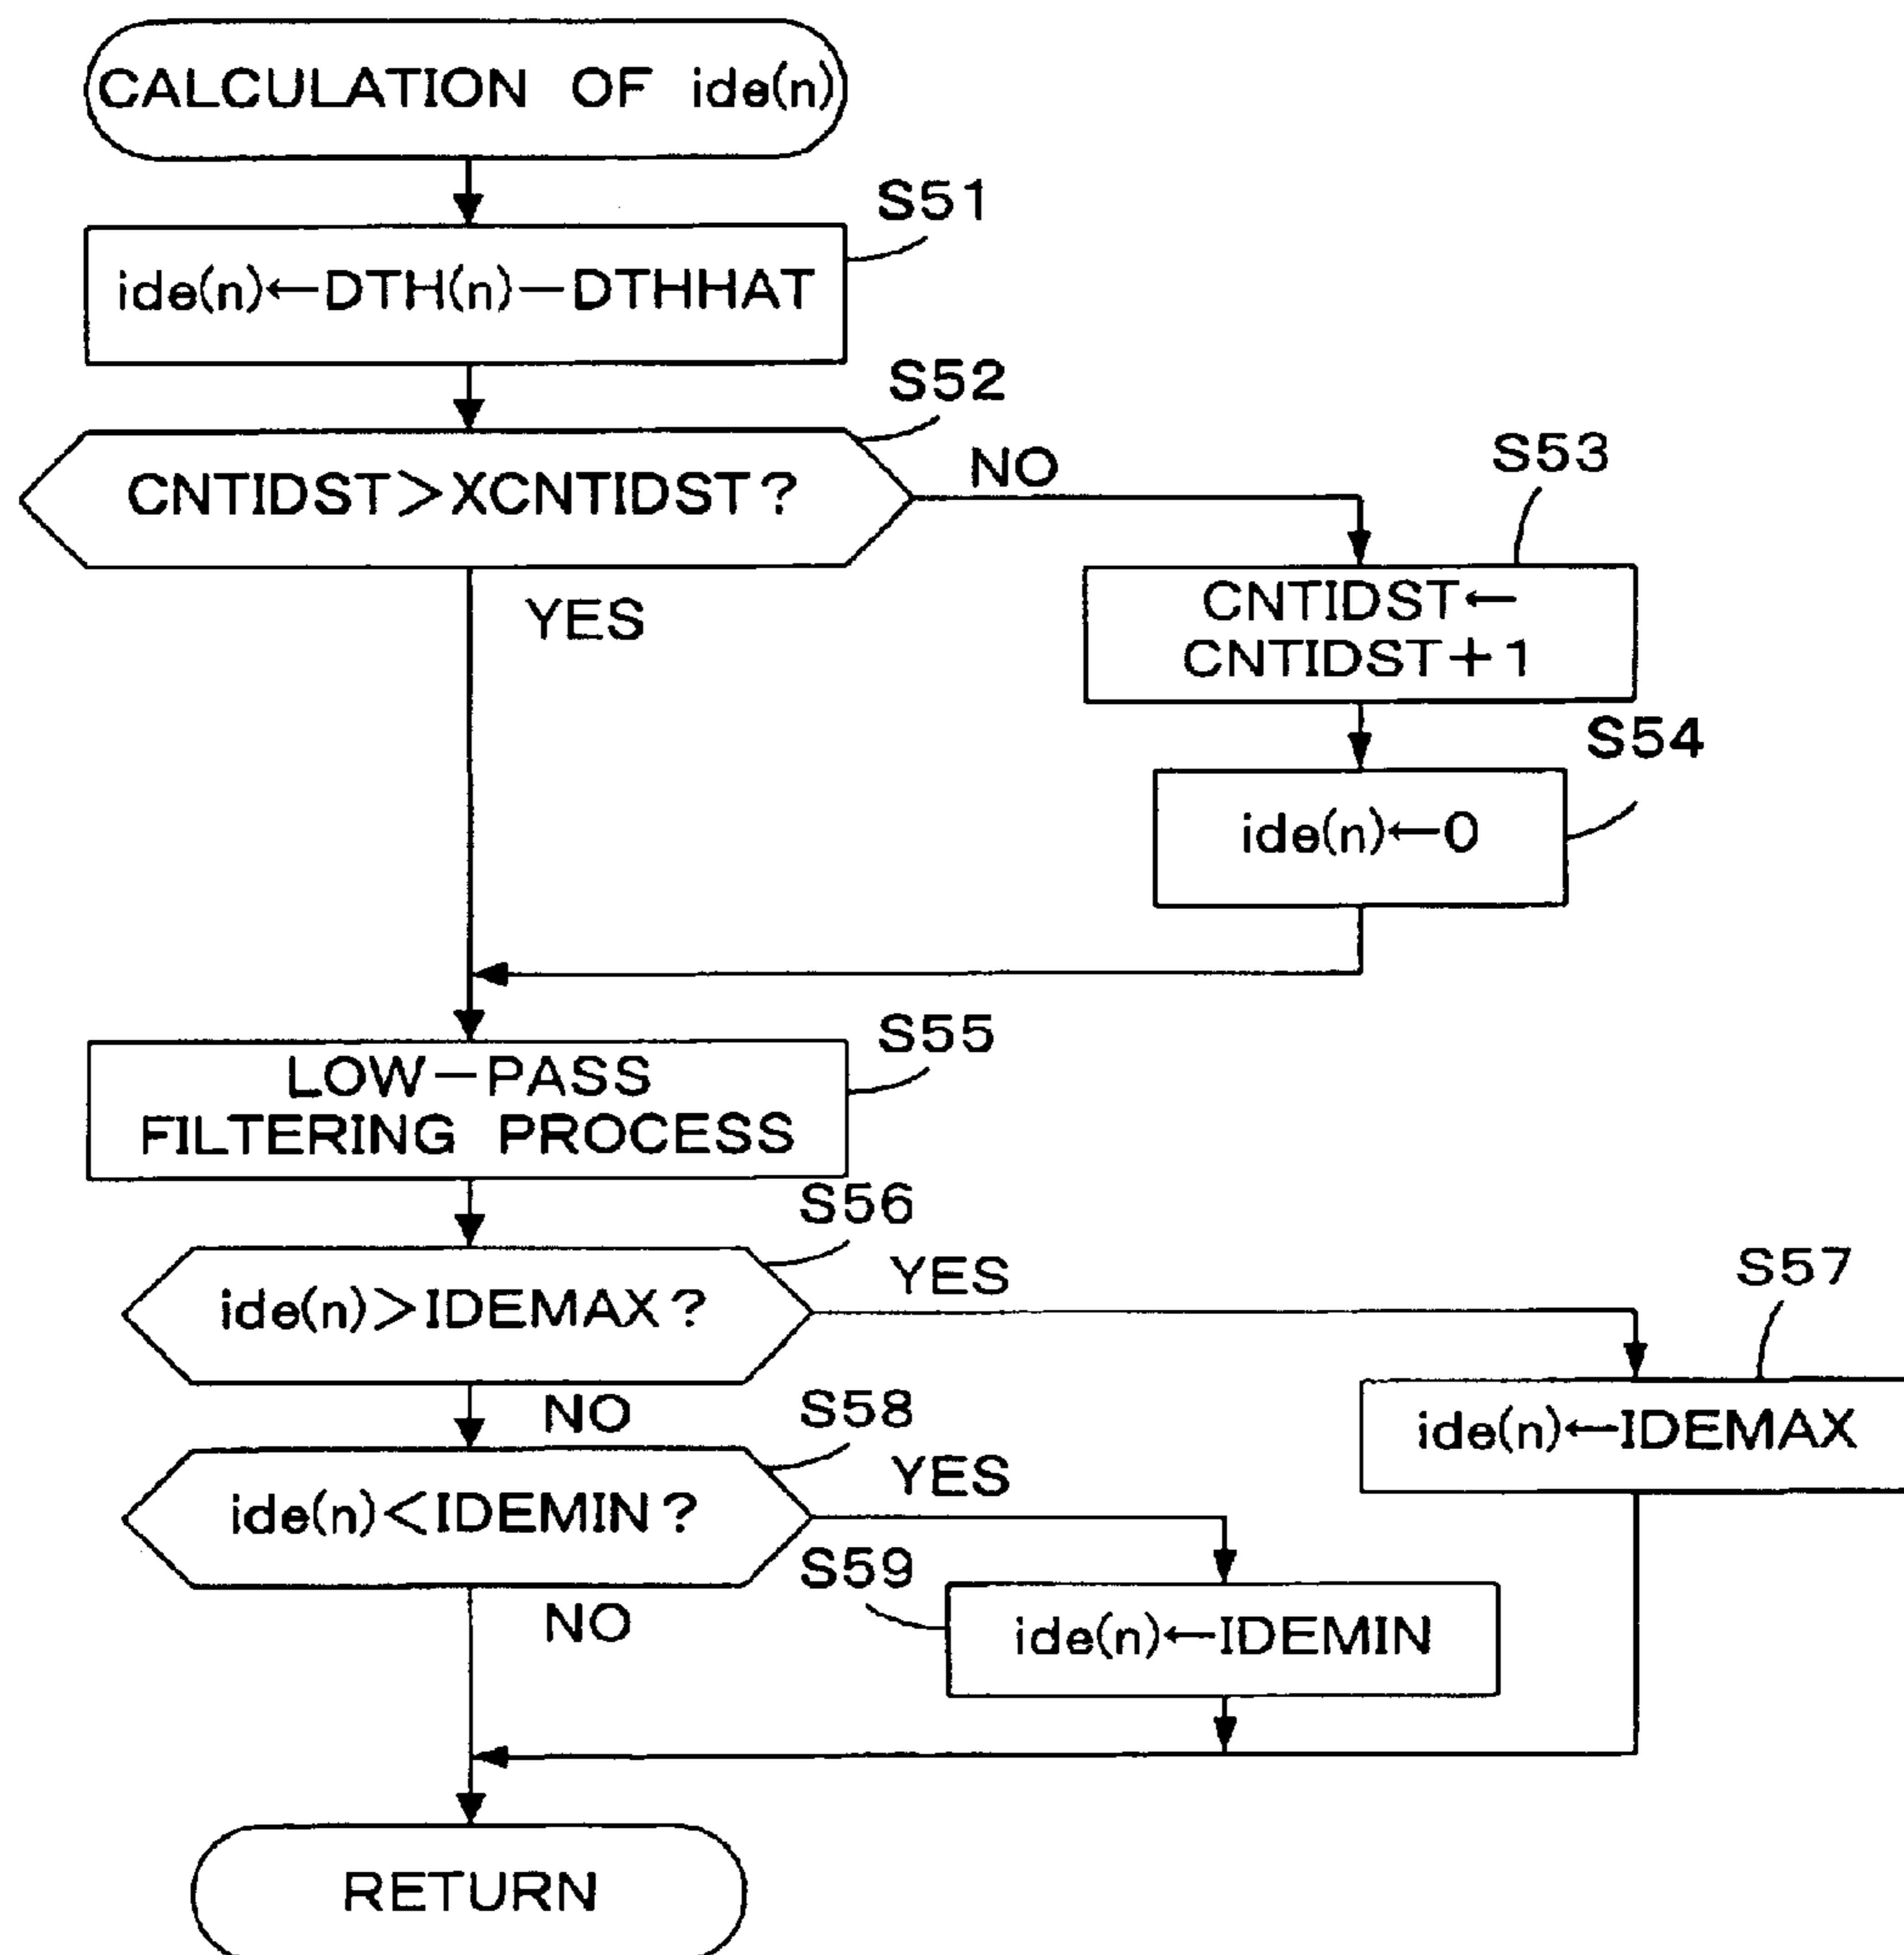 CALCULATION OF ide(n)
S51
ide(n)←DTH(n)－DTHHAT
S52
CNTIDST>XCNTIDST?
NO
YES
S53
CNTIDST←
CNTIDST+1
S54
ide(n)←0
S55
LOW－PASS
FILTERING PROCESS
S56
ide(n)>IDEMAX?
YES
NO
S57
ide(n)←IDEMAX
S58
ide(n)<IDEMIN?
YES
NO
S59
ide(n)←IDEMIN
RETURN